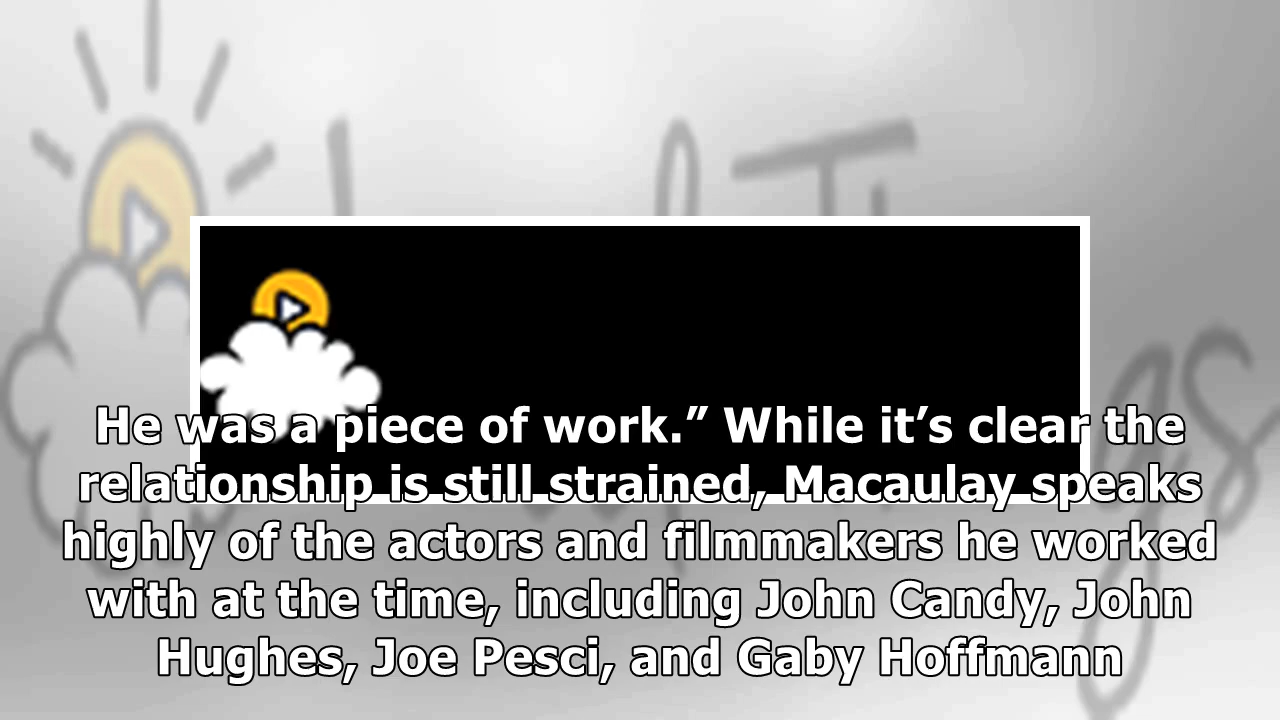 He was a piece of work.” While it’s clear the
relationship is still strained, Macaulay speaks
highly of the actors and filmmakers he worked
with at the time, including John Candy, John
Hughes, Joe Pesci, and Gaby Hoffmann